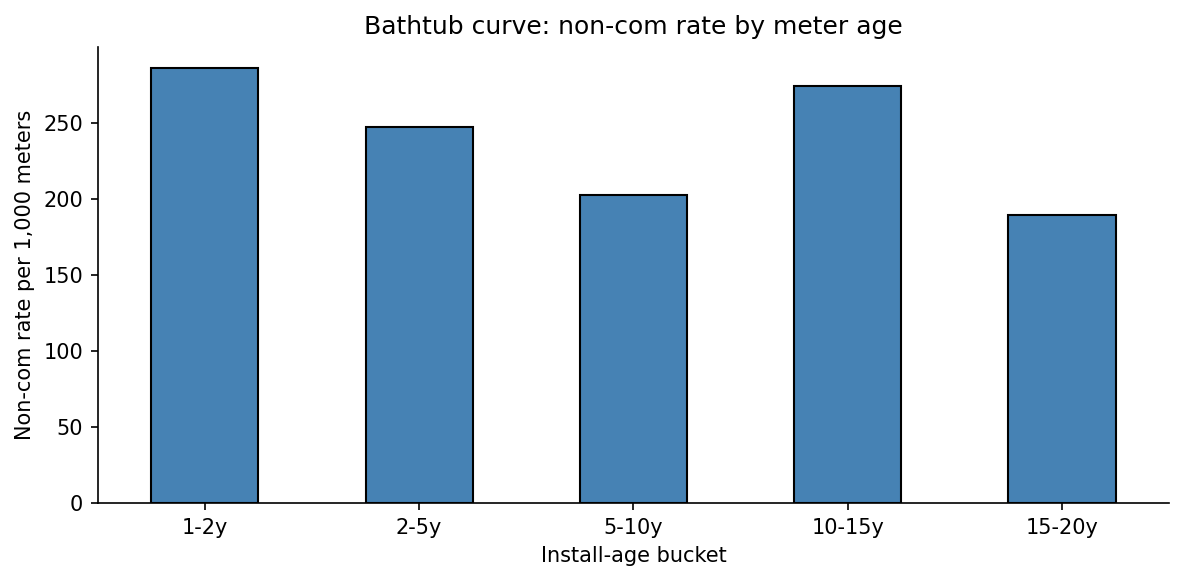 Bathtub curve: non-com rate by meter age
Non-com rate per 1,000 meters
250
200
150
100
50
0
1-2y
2-5y
5-10y
10-15y
15-20y
Install-age bucket